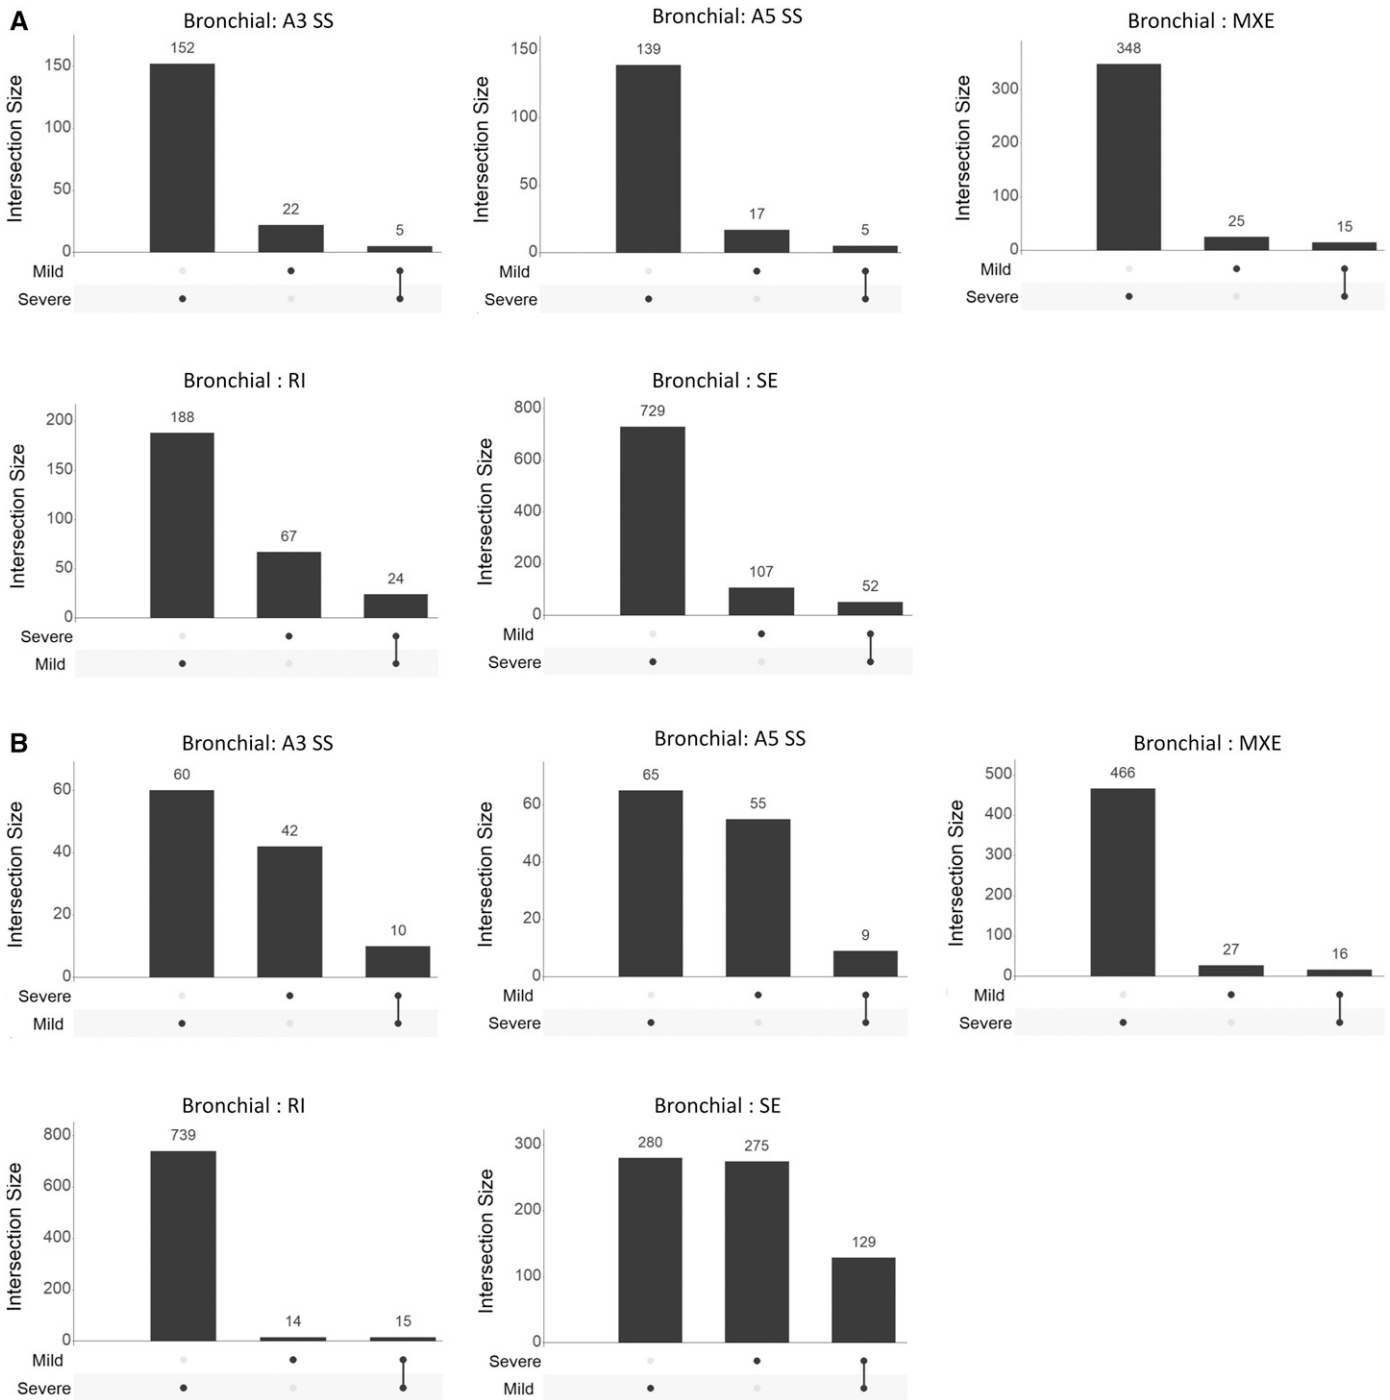 A
Bronchial: A3 SS
Intersection Size
150
100
50
0
152
22
5
Mild
Severe
Bronchial: A5 SS
Intersection Size
150
100
50
0
139
17
5
Mild
Severe
Bronchial : MXE
Intersection Size
300
200
100
0
348
25
15
Mild
Severe
Bronchial : RI
Intersection Size
200
150
100
50
0
188
67
24
Severe
Mild
Bronchial : SE
Intersection Size
800
600
400
200
0
729
107
52
Mild
Severe
B
Bronchial: A3 SS
Intersection Size
60
40
20
0
60
42
10
Severe
Mild
Bronchial: A5 SS
Intersection Size
60
40
20
0
65
55
9
Mild
Severe
Bronchial : MXE
Intersection Size
500
400
300
200
100
0
466
27
16
Mild
Severe
Bronchial : RI
Intersection Size
800
600
400
200
0
739
14
15
Mild
Severe
Bronchial : SE
Intersection Size
300
200
100
0
280
275
129
Severe
Mild